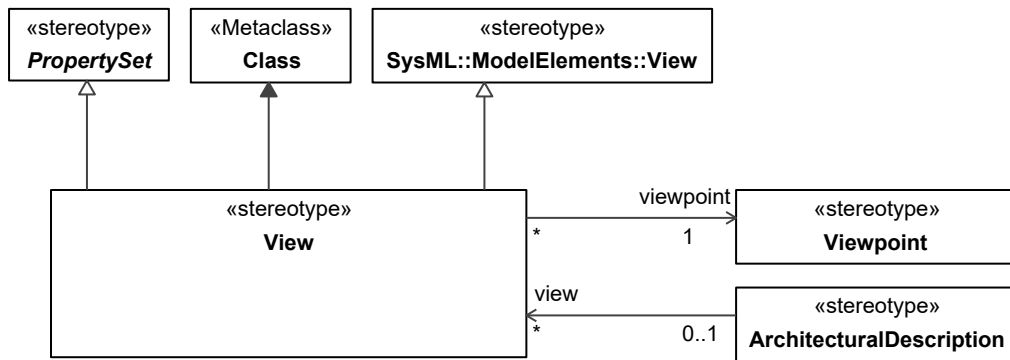 «stereotype»
PropertySet
«Metaclass»
Class
«stereotype»
SysML::ModelElements::View
«stereotype»
View
viewpoint
*
1
«stereotype»
Viewpoint
view
*
0..1
«stereotype»
ArchitecturalDescription